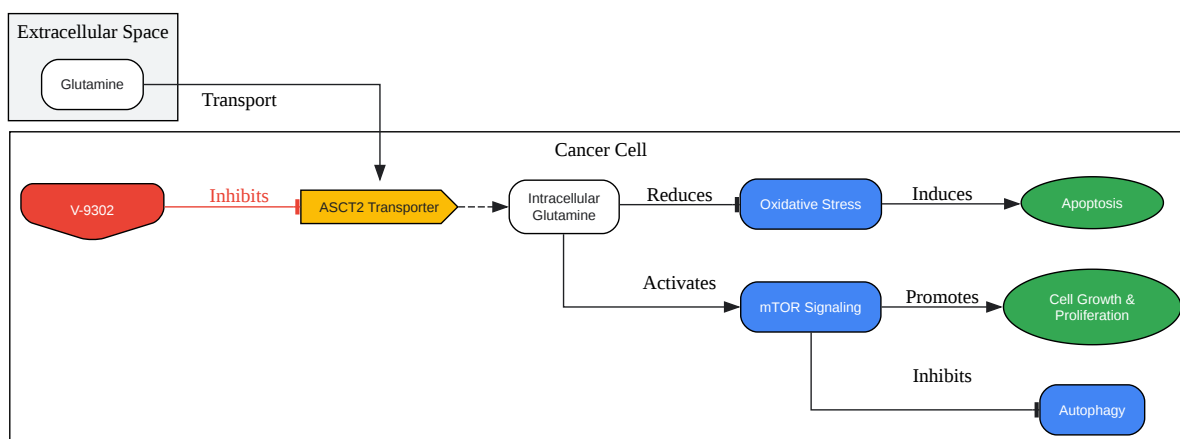 Extracellular Space
Glutamine
Transport
Cancer Cell
V-9302
Inhibits
ASCT2 Transporter
Intracellular
Glutamine
Reduces
Oxidative Stress
Induces
Apoptosis
Activates
mTOR Signaling
Promotes
Cell Growth &
Proliferation
Inhibits
Autophagy